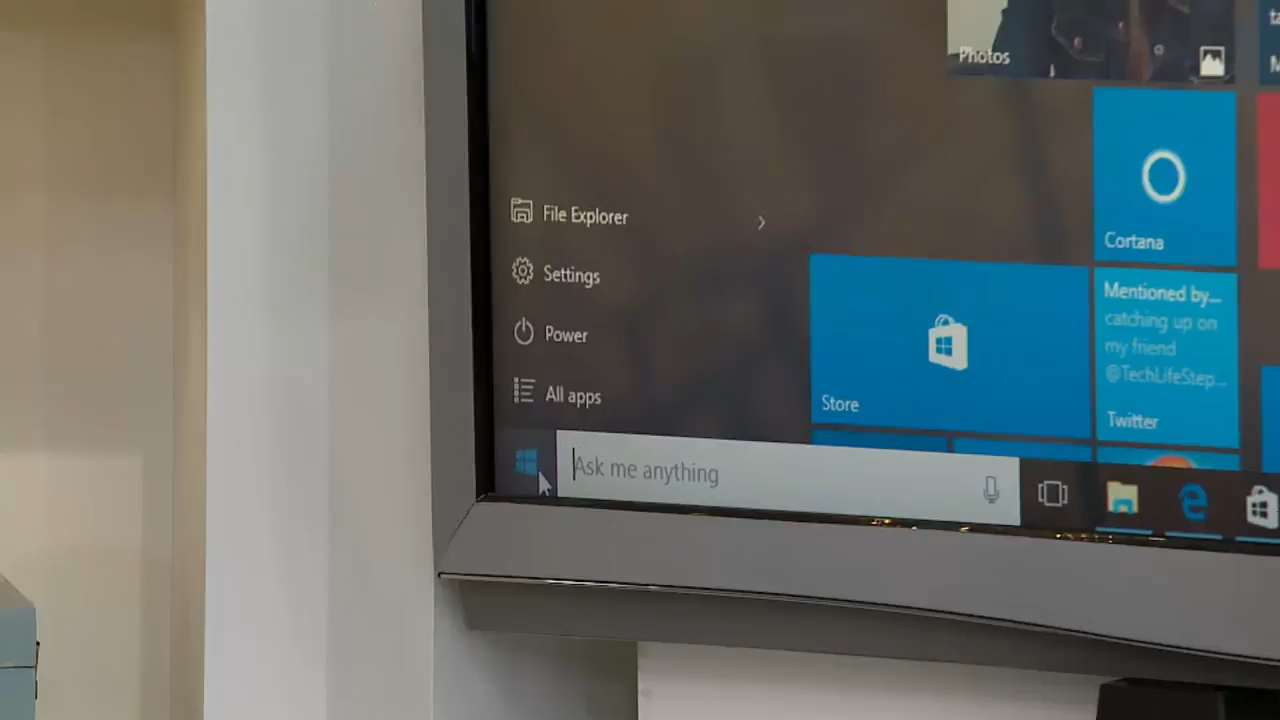 Photos
File Explorer
Settings
Power
All apps
Ask me anything
Cortana
Store
Mentioned by...
catching up on
my friend
@TechLifeStep...
Twitter